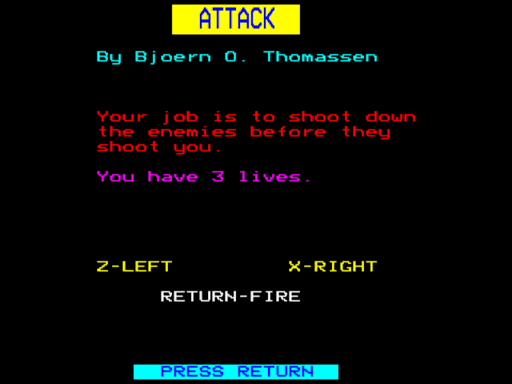 ATTACK
By Bjoern O. Thomassen
Your job is to shoot down
the enemies before they
shoot you.
You have 3 lives.
Z-LEFT X-RIGHT
RETURN-FIRE
PRESS RETURN